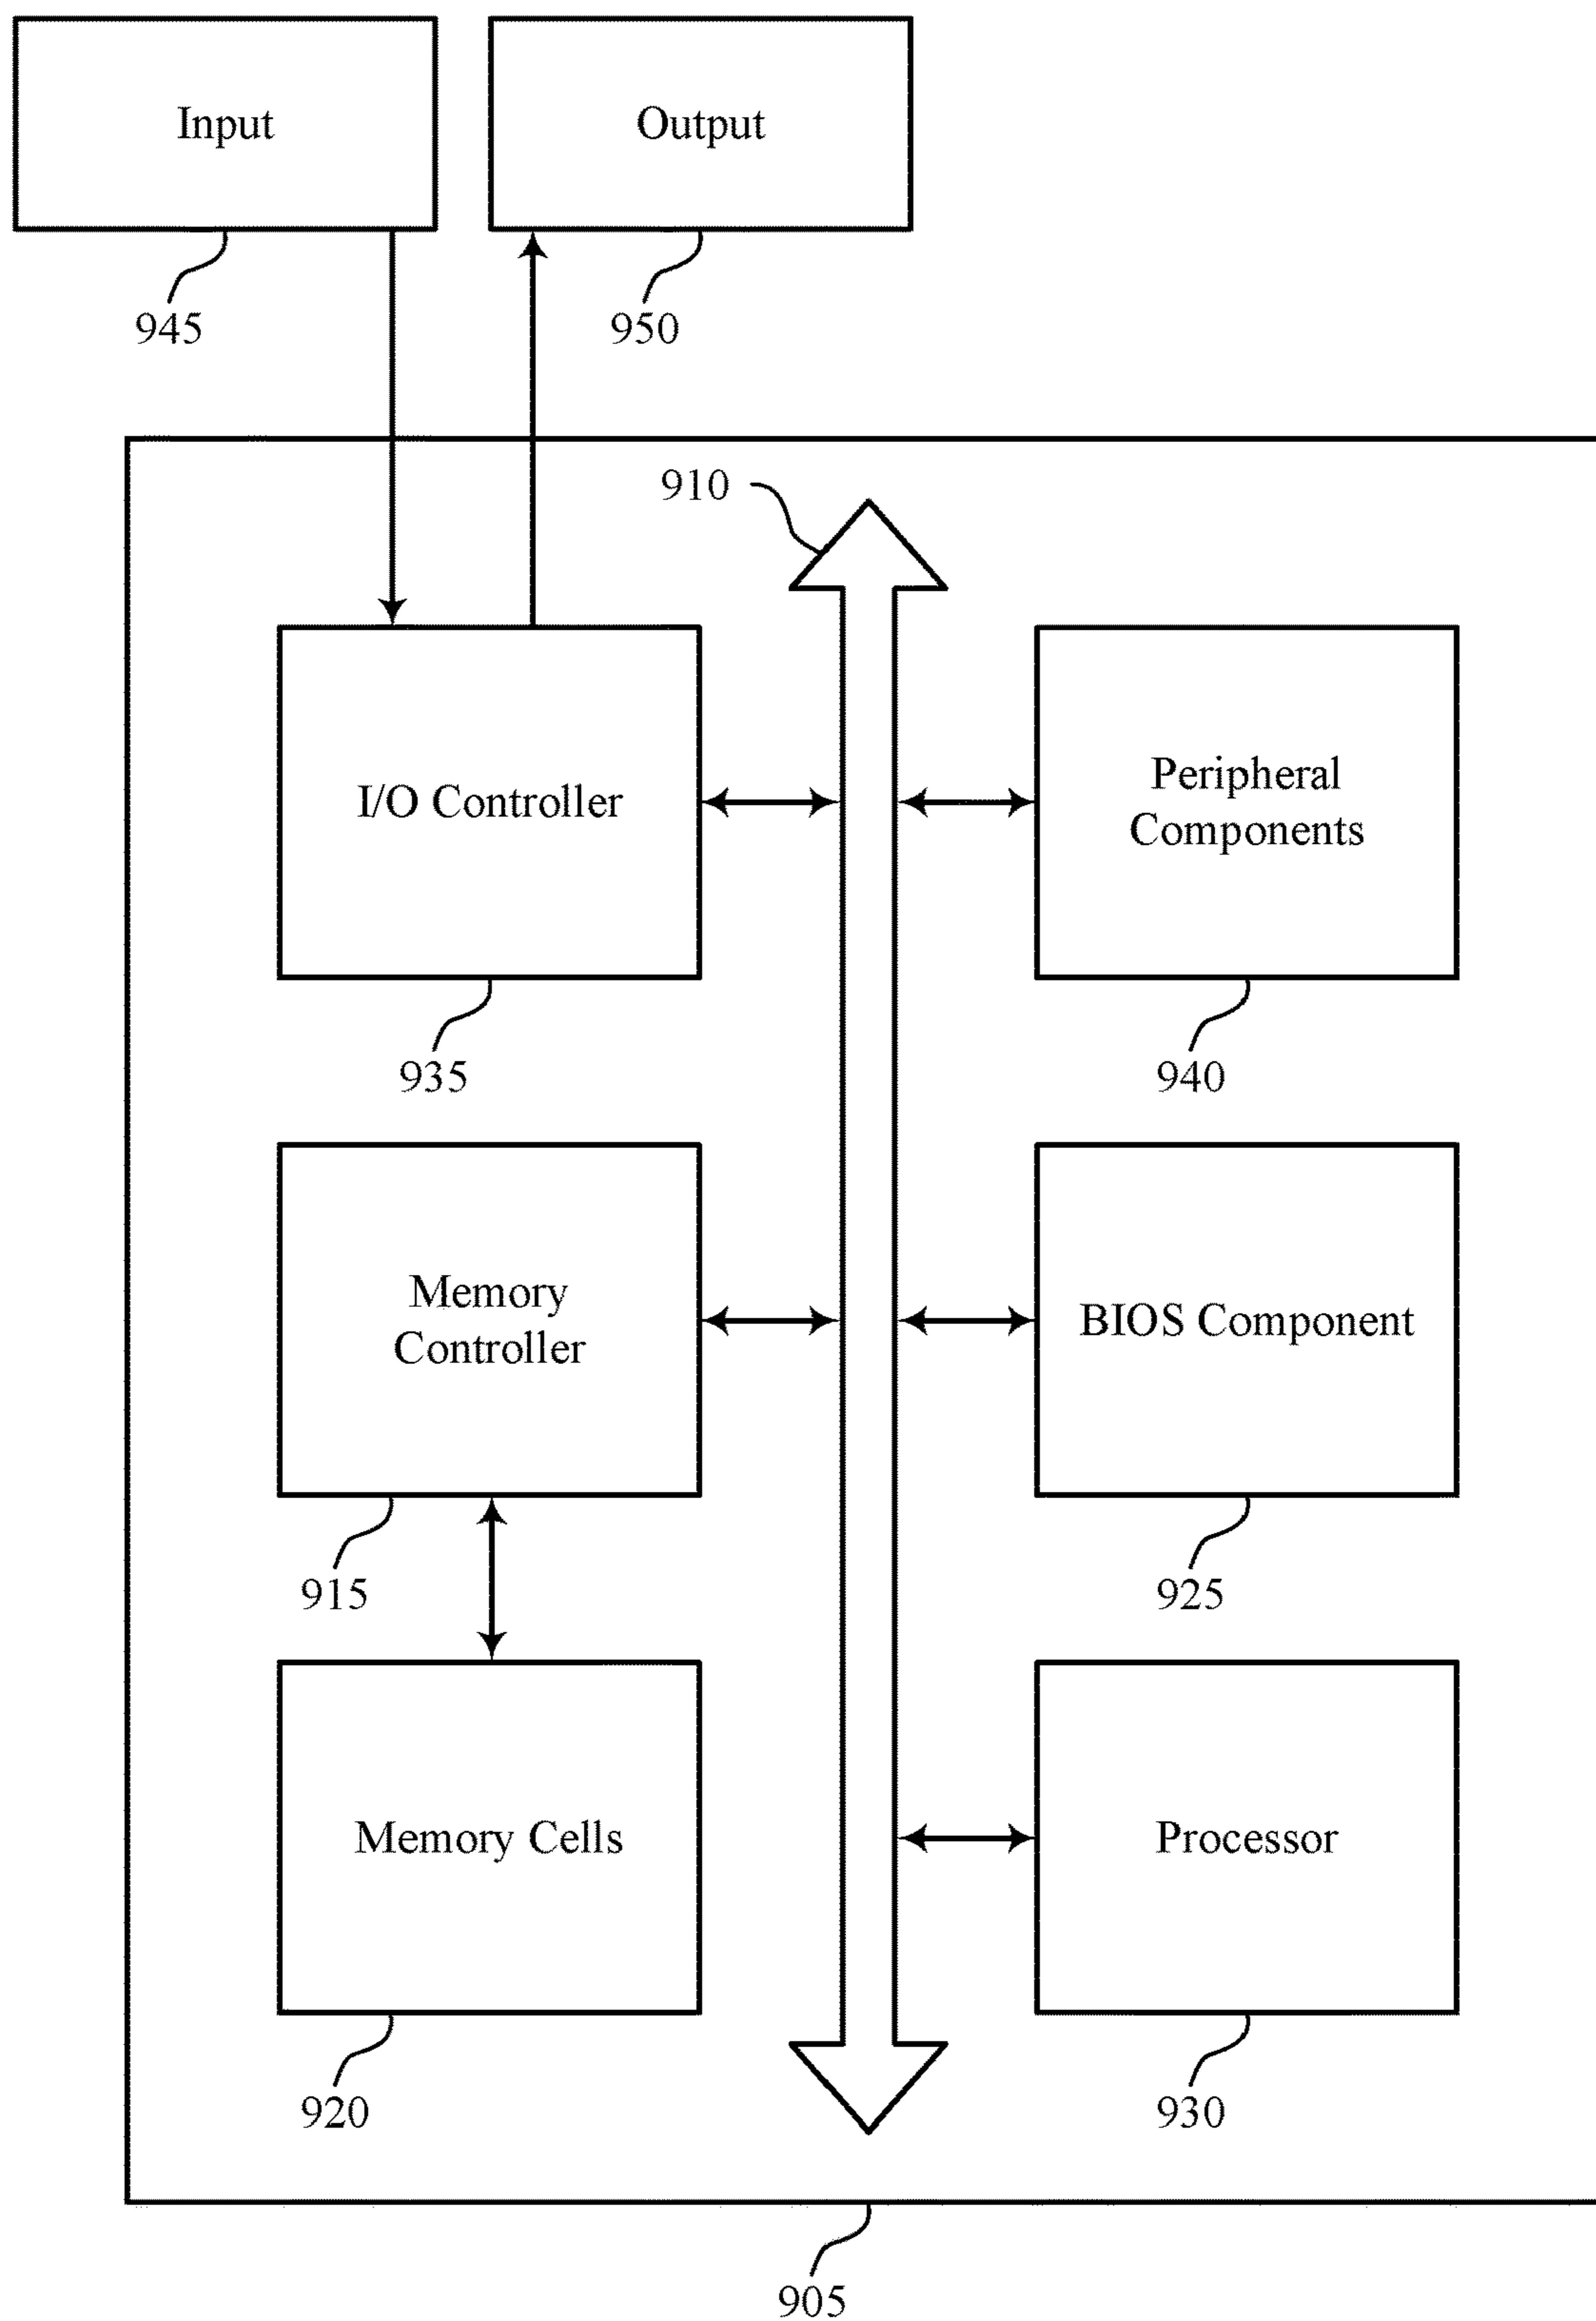 Input
Output
945
950
910
I/O Controller
Peripheral
Components
935
940
Memory
Controller
BIOS Component
915
925
Memory Cells
Processor
920
930
905